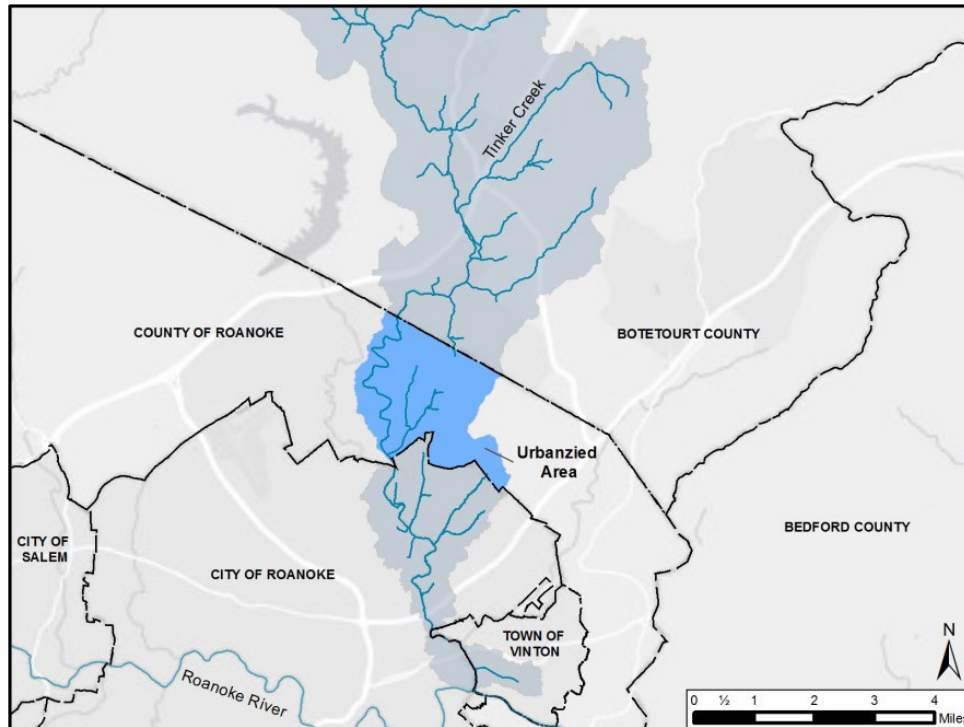 Tinker Creek
COUNTY OF ROANOKE
BOTETOURT COUNTY
Urbanzied
Area
BEDFORD COUNTY
CITY OF
SALEM
CITY OF ROANOKE
TOWN OF
VINTON
Roanoke River
N
0 ½ 1 2 3 4
Miles